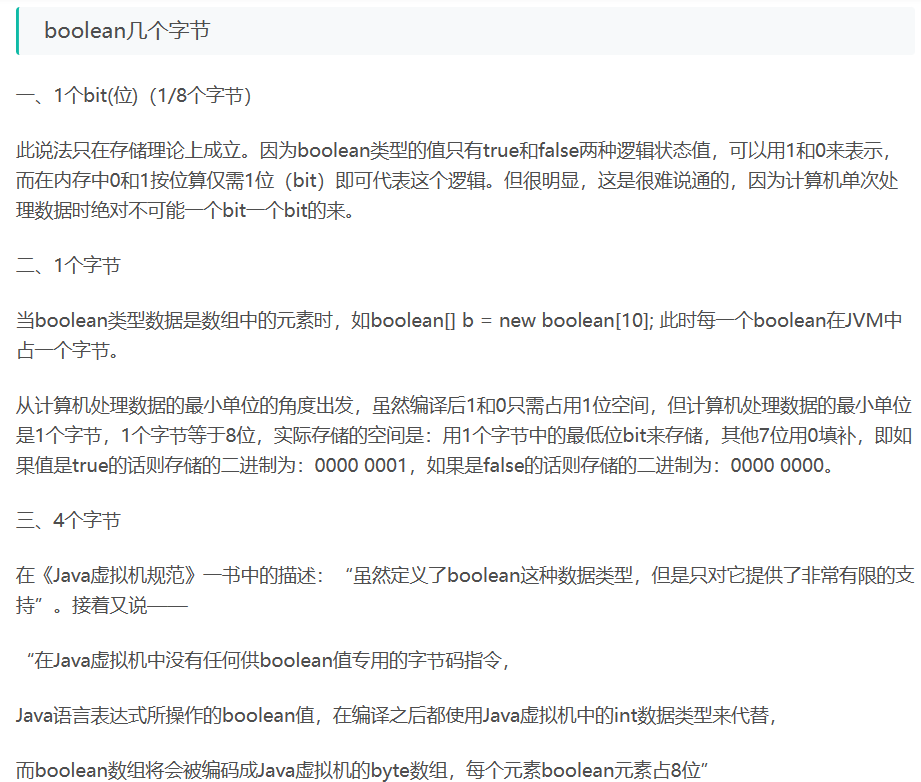 boolean几个字节
一、1个bit(位)（1/8个字节）
此说法只在存储理论上成立。因为boolean类型的值只有true和false两种逻辑状态值，可以用1和0来表示，
而在内存中0和1按位算仅需1位（bit）即可代表这个逻辑。但很明显，这是很难说通的，因为计算机单次处
理数据时绝对不可能一个bit一个bit的来。
二、1个字节
当boolean类型数据是数组中的元素时，如boolean[] b = new boolean[10]; 此时每一个boolean在JVM中
占一个字节。
从计算机处理数据的最小单位的角度出发，虽然编译后1和0只需占用1位空间，但计算机处理数据的最小单位
是1个字节，1个字节等于8位，实际存储的空间是：用1个字节中的最低位bit来存储，其他7位用0填补，即如
果值是true的话则存储的二进制为：0000 0001，如果是false的话则存储的二进制为：0000 0000。
三、4个字节
在《Java虚拟机规范》一书中的描述：“虽然定义了boolean这种数据类型，但是只对它提供了非常有限的支
持”。接着又说——
“在Java虚拟机中没有任何供boolean值专用的字节码指令，
Java语言表达式所操作的boolean值，在编译之后都使用Java虚拟机中的int数据类型来代替，
而boolean数组将会被编码成Java虚拟机的byte数组，每个元素boolean元素占8位”